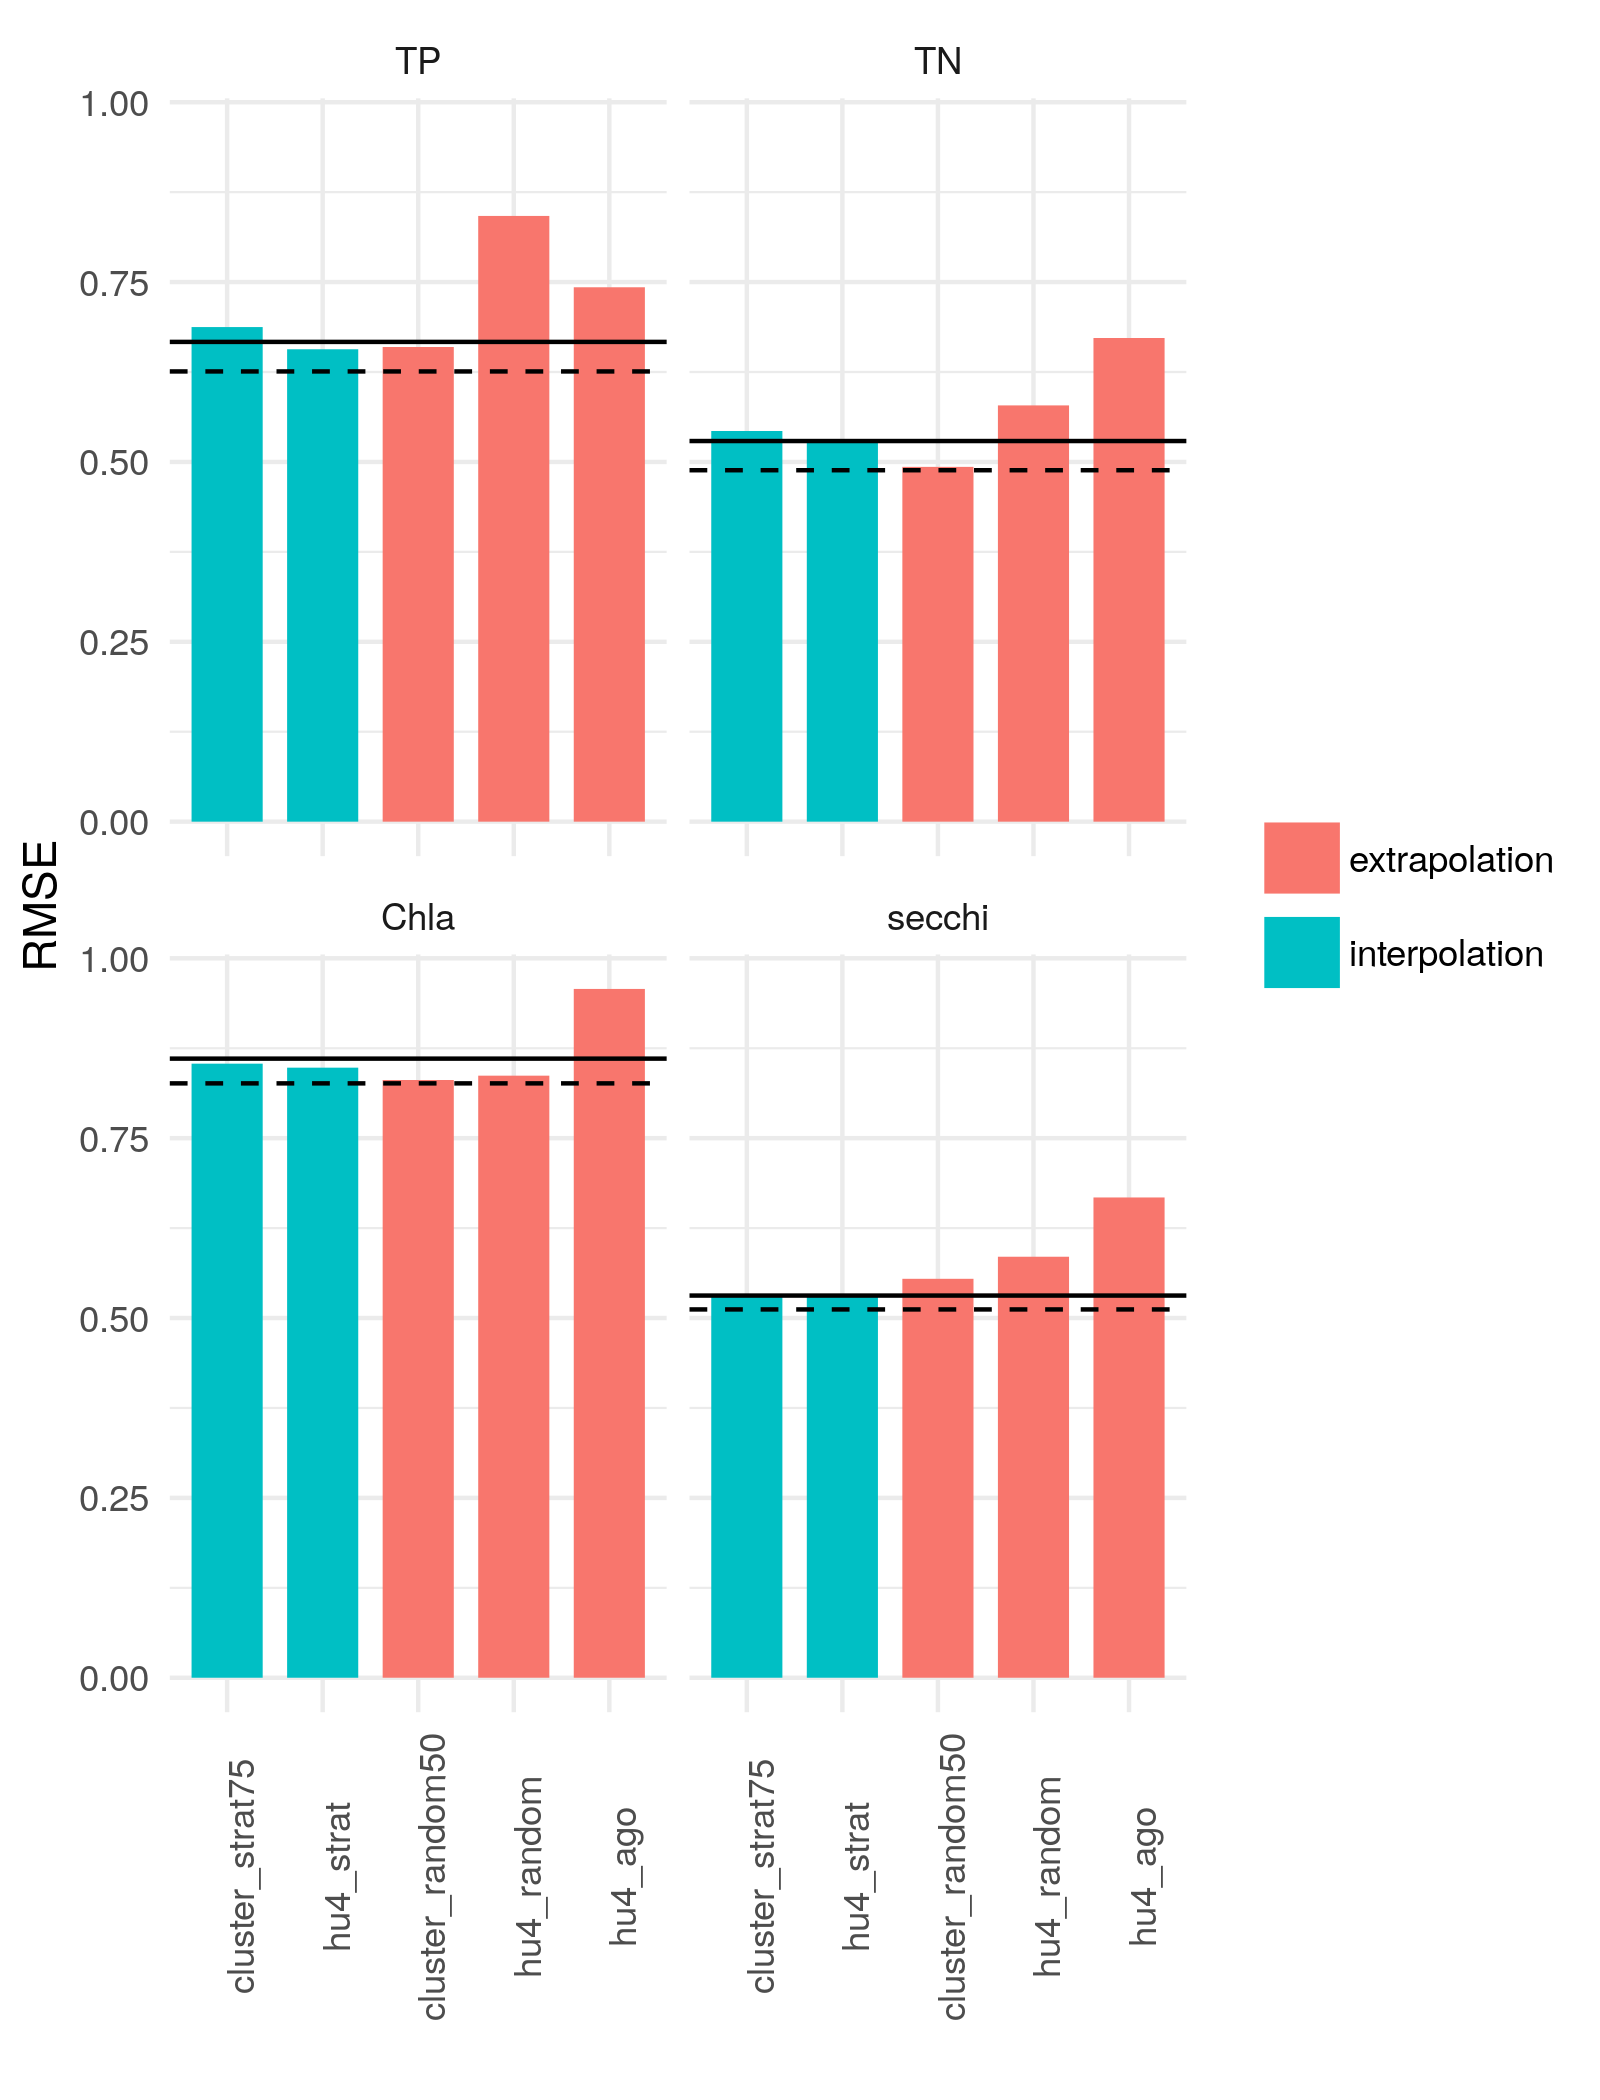 TP
TN
1.00
0.75
0.50
0.25
0.00
RMSE
Chla
secchi
1.00
0.75
0.50
0.25
0.00
cluster_strat75
hu4_strat
cluster_random50
hu4_random
hu4_ago
cluster_strat75
hu4_strat
cluster_random50
hu4_random
hu4_ago
extrapolation
interpolation